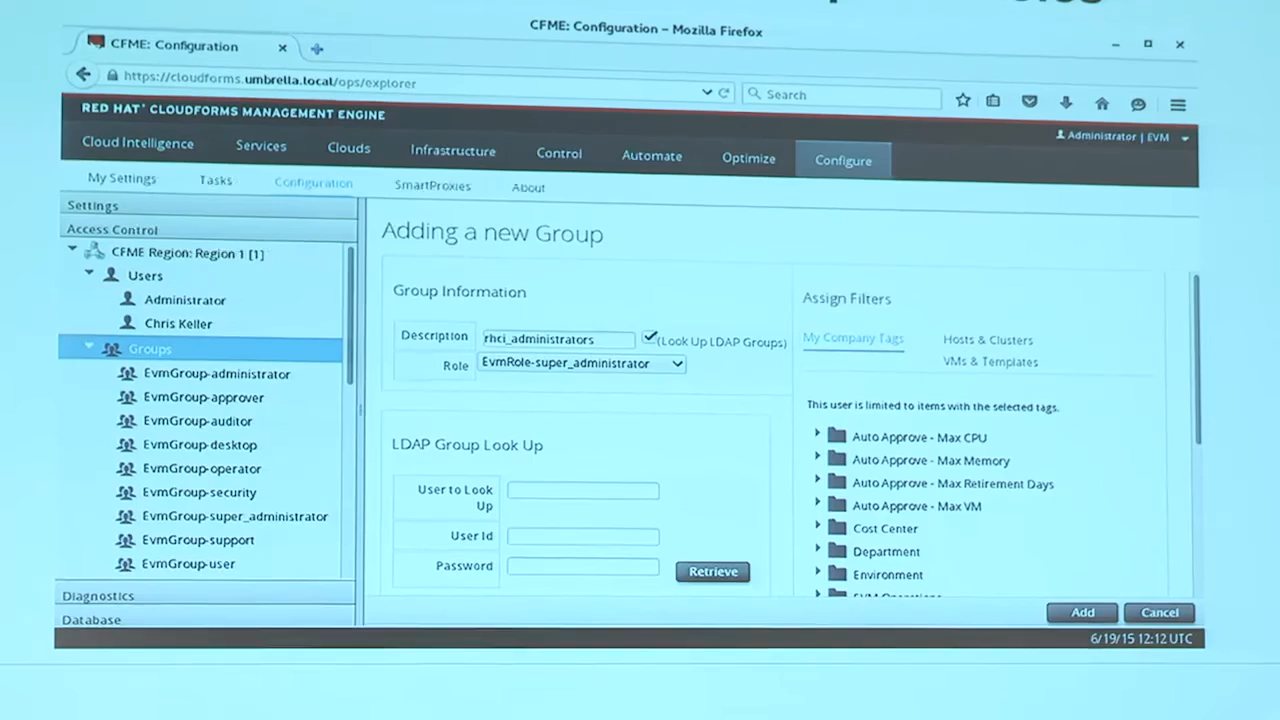 CFME: Configuration – Mozilla Firefox
CFME: Configuration
https://cloudforms.umbrella.local/ops/explorer
Search
RED HAT® CLOUDFORMS MANAGEMENT ENGINE
Administrator | EVM
Cloud Intelligence Services Clouds Infrastructure Control Automate Optimize Configure
My Settings Tasks Configuration SmartProxies About
Settings
Access Control
CFME Region: Region 1 [1]
Users
Administrator
Chris Keller
Groups
EvmGroup-administrator
EvmGroup-approver
EvmGroup-auditor
EvmGroup-desktop
EvmGroup-operator
EvmGroup-security
EvmGroup-super_administrator
EvmGroup-support
EvmGroup-user
Diagnostics
Database
Adding a new Group
Group Information
Description rhci_administrators (Look Up LDAP Groups)
Role EvmRole-super_administrator
LDAP Group Look Up
User to Look
Up
User Id
Password
Retrieve
Assign Filters
My Company Tags Hosts & Clusters
VMs & Templates
This user is limited to items with the selected tags.
Auto Approve - Max CPU
Auto Approve - Max Memory
Auto Approve - Max Retirement Days
Auto Approve - Max VM
Cost Center
Department
Environment
Add Cancel
6/19/15 12:12 UTC